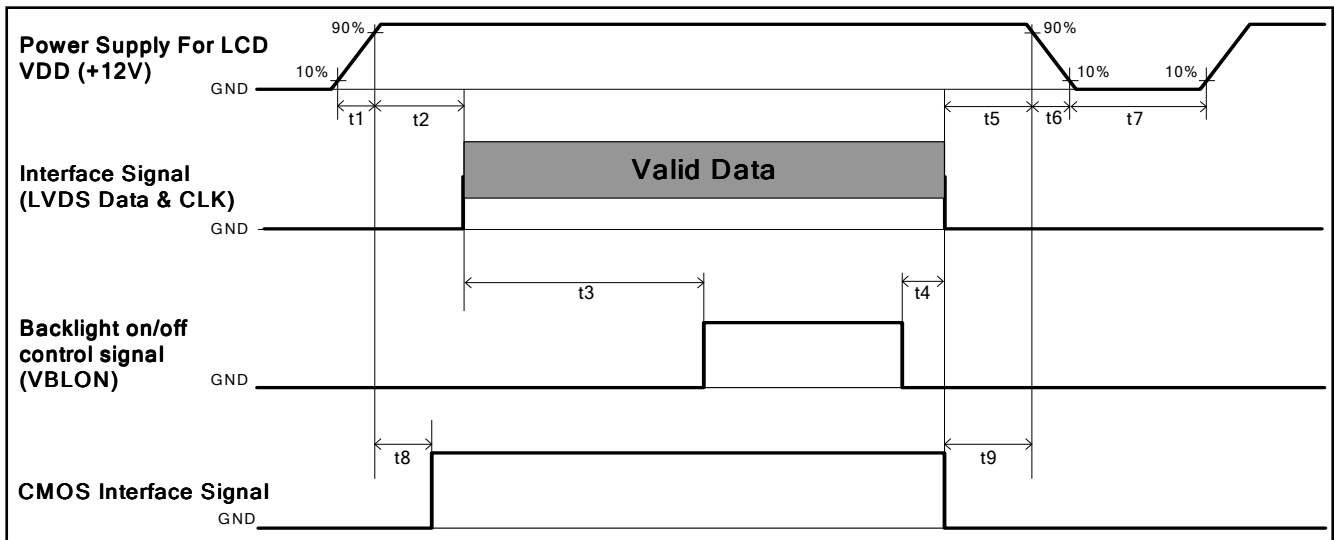 Power Supply For LCD
VDD (+12V)
90%
90%
10%
10%
10%
GND
t1
t2
t5
t6
t7
Interface Signal
(LVDS Data & CLK)
Valid Data
GND
t3
t4
Backlight on/off
control signal
(VBLON)
GND
t8
t9
CMOS Interface Signal
GND